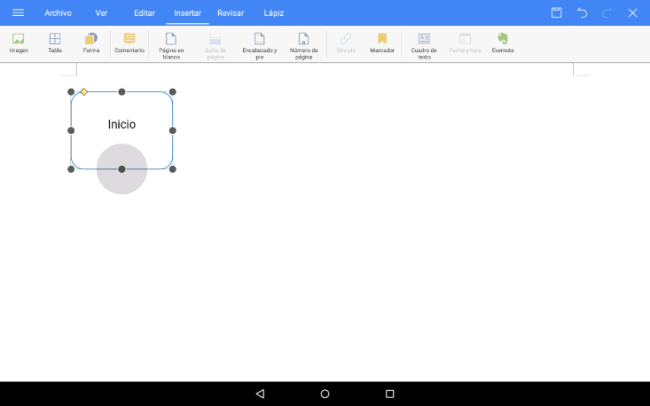 Archivo Ver Editar Insertar Revisar Lápiz
Imagen Tabla Forma Comentario Página en blanco Salto de página Encabezado y pie Número de página Vínculo Marcador Cuadro de texto Fecha y hora Evernote
Inicio